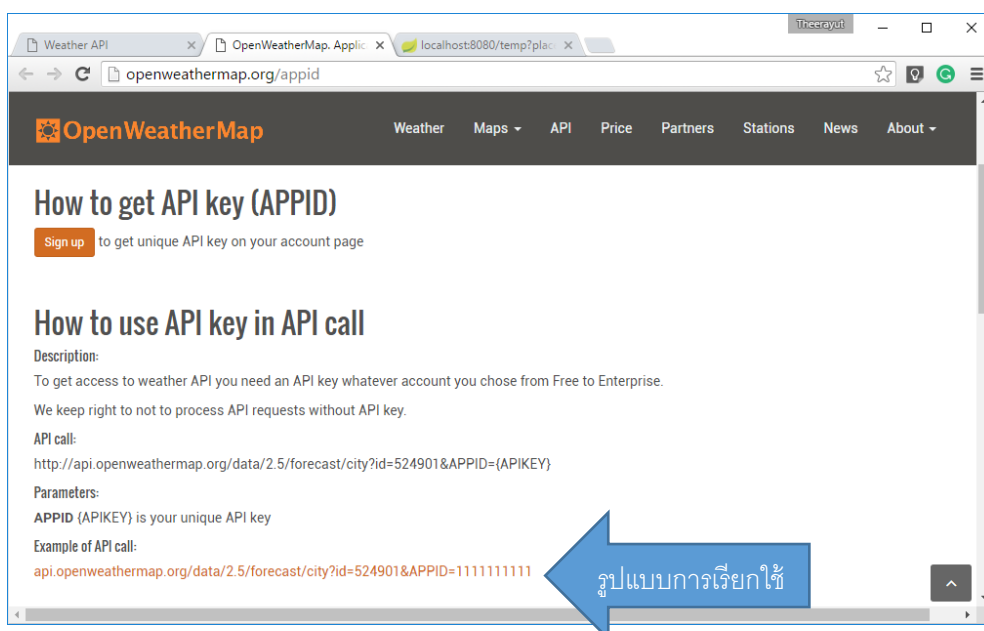 Theerayut
Weather API
OpenWeatherMap. Applic
localhost:8080/temp?plac
openweathermap.org/appid
OpenWeatherMap
Weather Maps API Price Partners Stations News About
How to get API key (APPID)
Sign up to get unique API key on your account page
How to use API key in API call
Description:
To get access to weather API you need an API key whatever account you chose from Free to Enterprise.
We keep right to not to process API requests without API key.
API call:
http://api.openweathermap.org/data/2.5/forecast/city?id=524901&APPID={APIKEY}
Parameters:
APPID {APIKEY} is your unique API key
Example of API call:
api.openweathermap.org/data/2.5/forecast/city?id=524901&APPID=1111111111
รูปแบบการเรียกใช้